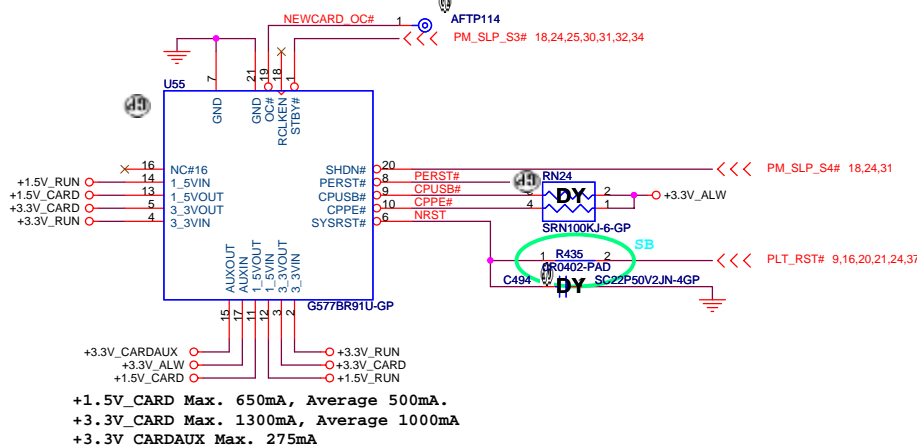 NEWCARD_OC# 1 AFTP114
PM_SLP_S3# 18,24,25,30,31,32,34
7 21 19 18 1
U55
GND GND OC# RCLKEN STBY#
16 NC#16 SHDN# 20 PM_SLP_S4# 18,24,31
+1.5V_RUN 14 1_5VIN PERST# 8 PERST# RN24
+1.5V_CARD 13 1_5VOUT CPUSB# 9 CPUSB# DY 2 +3.3V_ALW
+3.3V_CARD 5 3_3VOUT CPPE# 10 CPPE# 4 1
+3.3V_RUN 4 3_3VIN SYSRST# 6 NRST SRN100KJ-6-GP
SB
1 R435 2 PLT_RST# 9,16,20,21,24,37
0R0402-PAD
C494 DY SC22P50V2JN-4GP
AUXOUT AUXIN 1_5VOUT 1_5VIN 3_3VOUT 3_3VIN
G577BR91U-GP
15 17 11 12 3 2
+3.3V_CARDAUX +3.3V_RUN
+3.3V_ALW +3.3V_CARD
+1.5V_CARD +1.5V_RUN
+1.5V_CARD Max. 650mA, Average 500mA.
+3.3V_CARD Max. 1300mA, Average 1000mA
+3.3V CARDAUX Max. 275mA